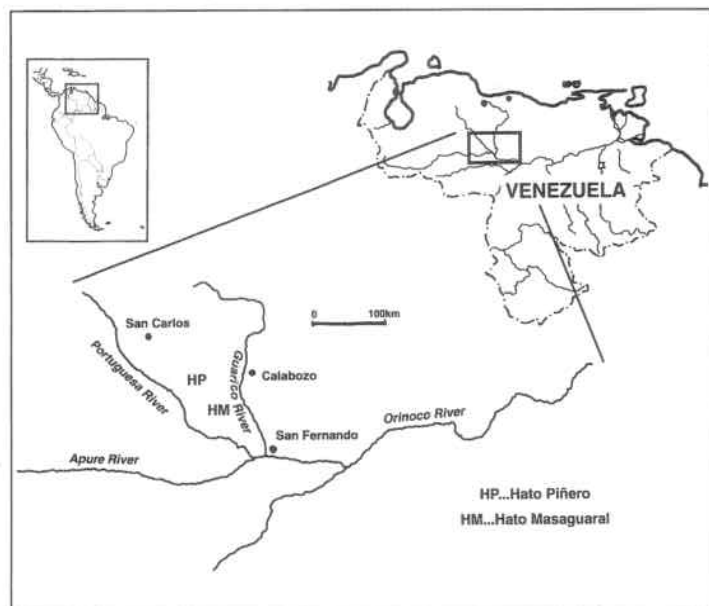 VENEZUELA
0 100km
San Carlos
Portuguesa River
Guarico River
HP
Calabozo
HM
San Fernando
Orinoco River
Apure River
HP...Hato Piñero
HM...Hato Masaguaral